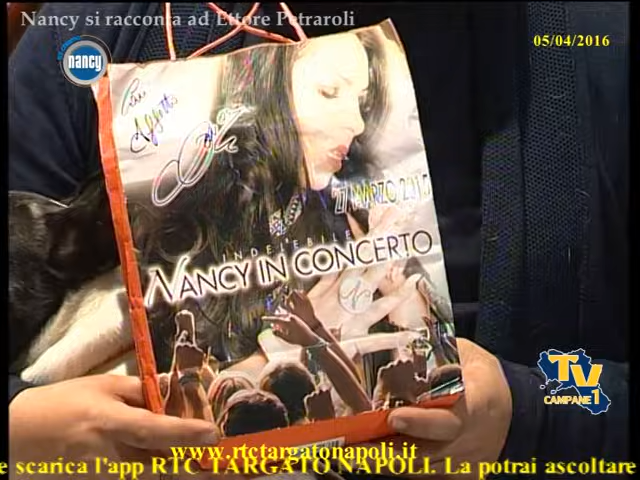 Nancy si racconta ad Ettore Petraroli
05/04/2016
nancy
27 MARZO 2015
INDELEBILE
NANCY IN CONCERTO
TV
CAMPANE 1
www.rtctargatonapoli.it
e scarica l'app RTC TARGATO NAPOLI. La potrai ascoltare